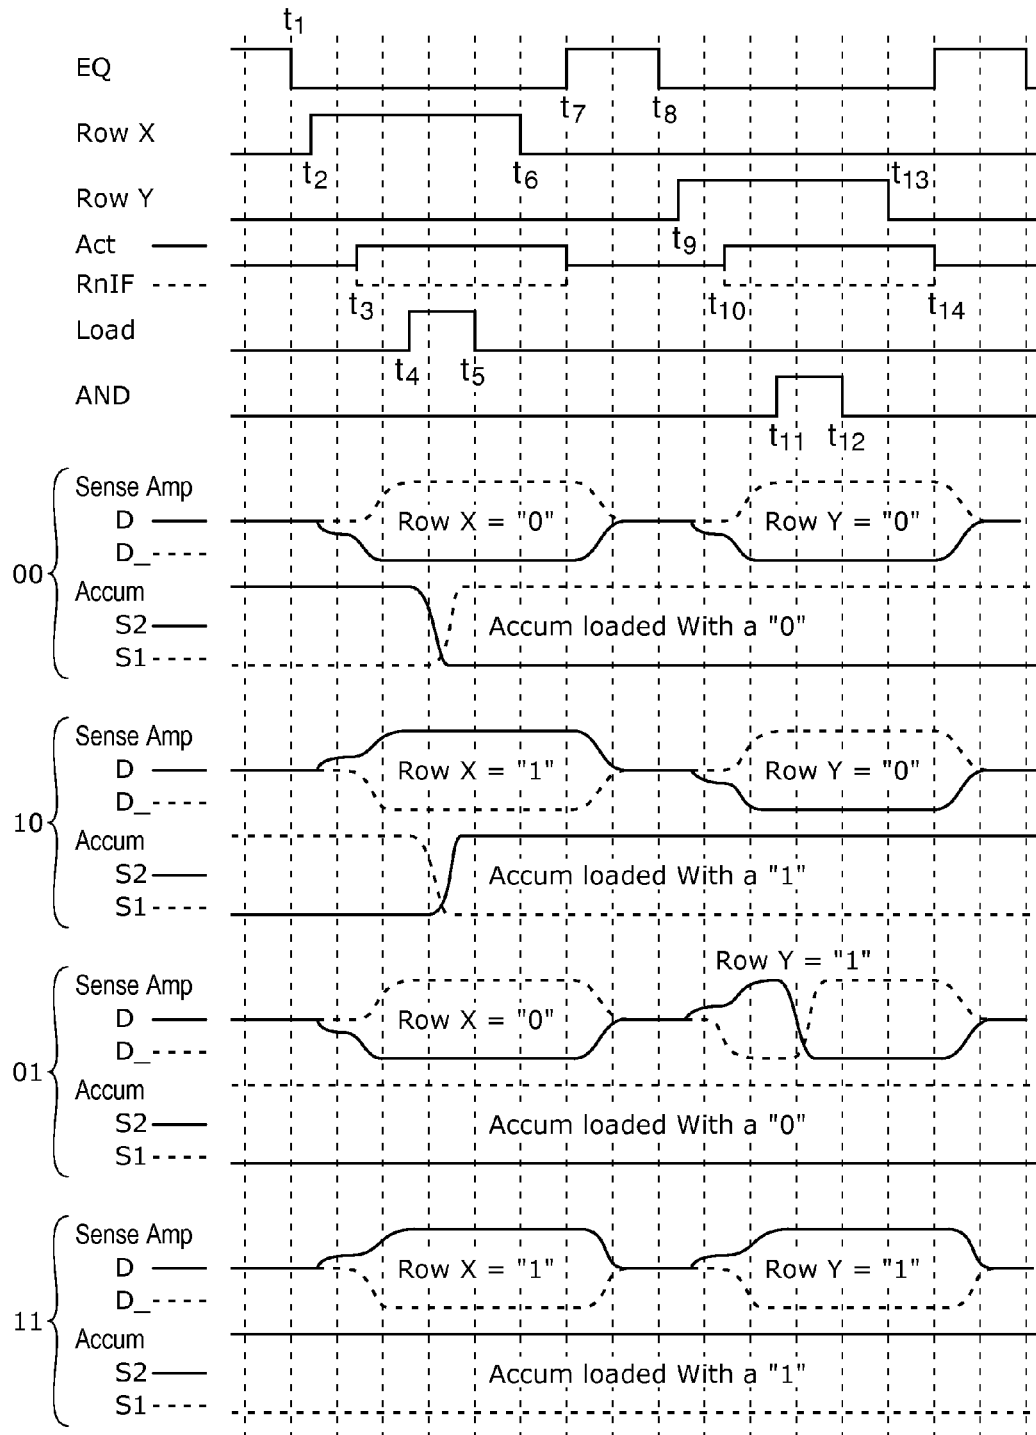 t1
EQ
t7
t8
Row X
t2
t6
t13
Row Y
t9
Act
RnIF
t3
t10
t14
Load
t4
t5
AND
t11
t12
00
Sense Amp
D
D_
Row X = "0"
Row Y = "0"
Accum
S2
S1
Accum loaded With a "0"
10
Sense Amp
D
D_
Row X = "1"
Row Y = "0"
Accum
S2
S1
Accum loaded With a "1"
01
Row Y = "1"
Sense Amp
D
D_
Row X = "0"
Accum
S2
S1
Accum loaded With a "0"
11
Sense Amp
D
D_
Row X = "1"
Row Y = "1"
Accum
S2
S1
Accum loaded With a "1"